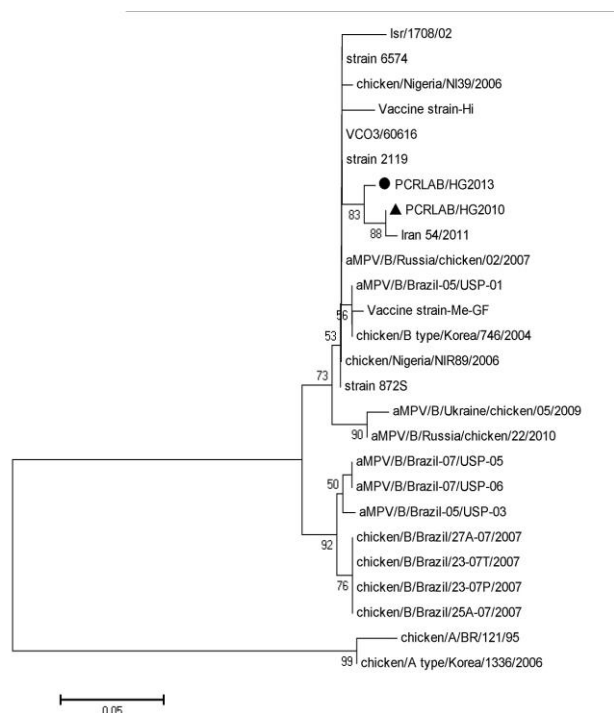 Isr/1708/02
strain 6574
chicken/Nigeria/NI39/2006
Vaccine strain-Hi
VCO3/60616
strain 2119
PCRLAB/HG2013
83
PCRLAB/HG2010
88
Iran 54/2011
aMPV/B/Russia/chicken/02/2007
aMPV/B/Brazil-05/USP-01
56
Vaccine strain-Me-GF
53
chicken/B type/Korea/746/2004
chicken/Nigeria/NIR89/2006
73
strain 872S
aMPV/B/Ukraine/chicken/05/2009
90
aMPV/B/Russia/chicken/22/2010
aMPV/B/Brazil-07/USP-05
50
aMPV/B/Brazil-07/USP-06
aMPV/B/Brazil-05/USP-03
92
chicken/B/Brazil/27A-07/2007
chicken/B/Brazil/23-07T/2007
76
chicken/B/Brazil/23-07P/2007
chicken/B/Brazil/25A-07/2007
chicken/A/BR/121/95
99
chicken/A type/Korea/1336/2006
0.05